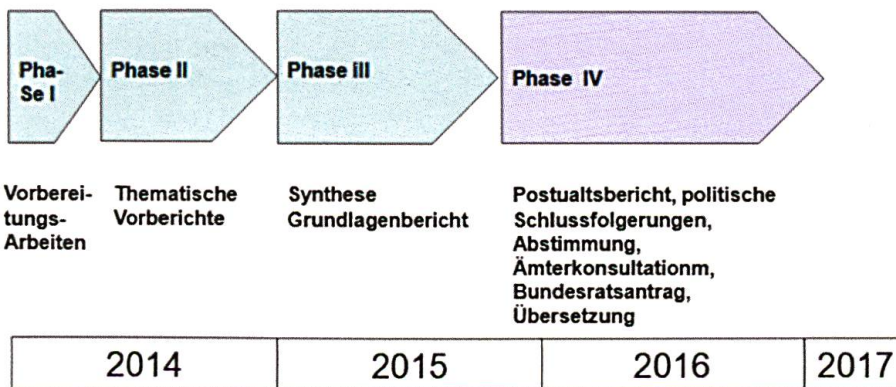 Pha-
Se I
Phase II
Phase iii
Phase IV
Vorberei-
tungs-
Arbeiten
Thematische
Vorberichte
Synthese
Grundlagenbericht
Postualtsbericht, politische
Schlussfolgerungen,
Abstimmung,
Ämterkonsultationm,
Bundesratsantrag,
Übersetzung
2014
2015
2016
2017